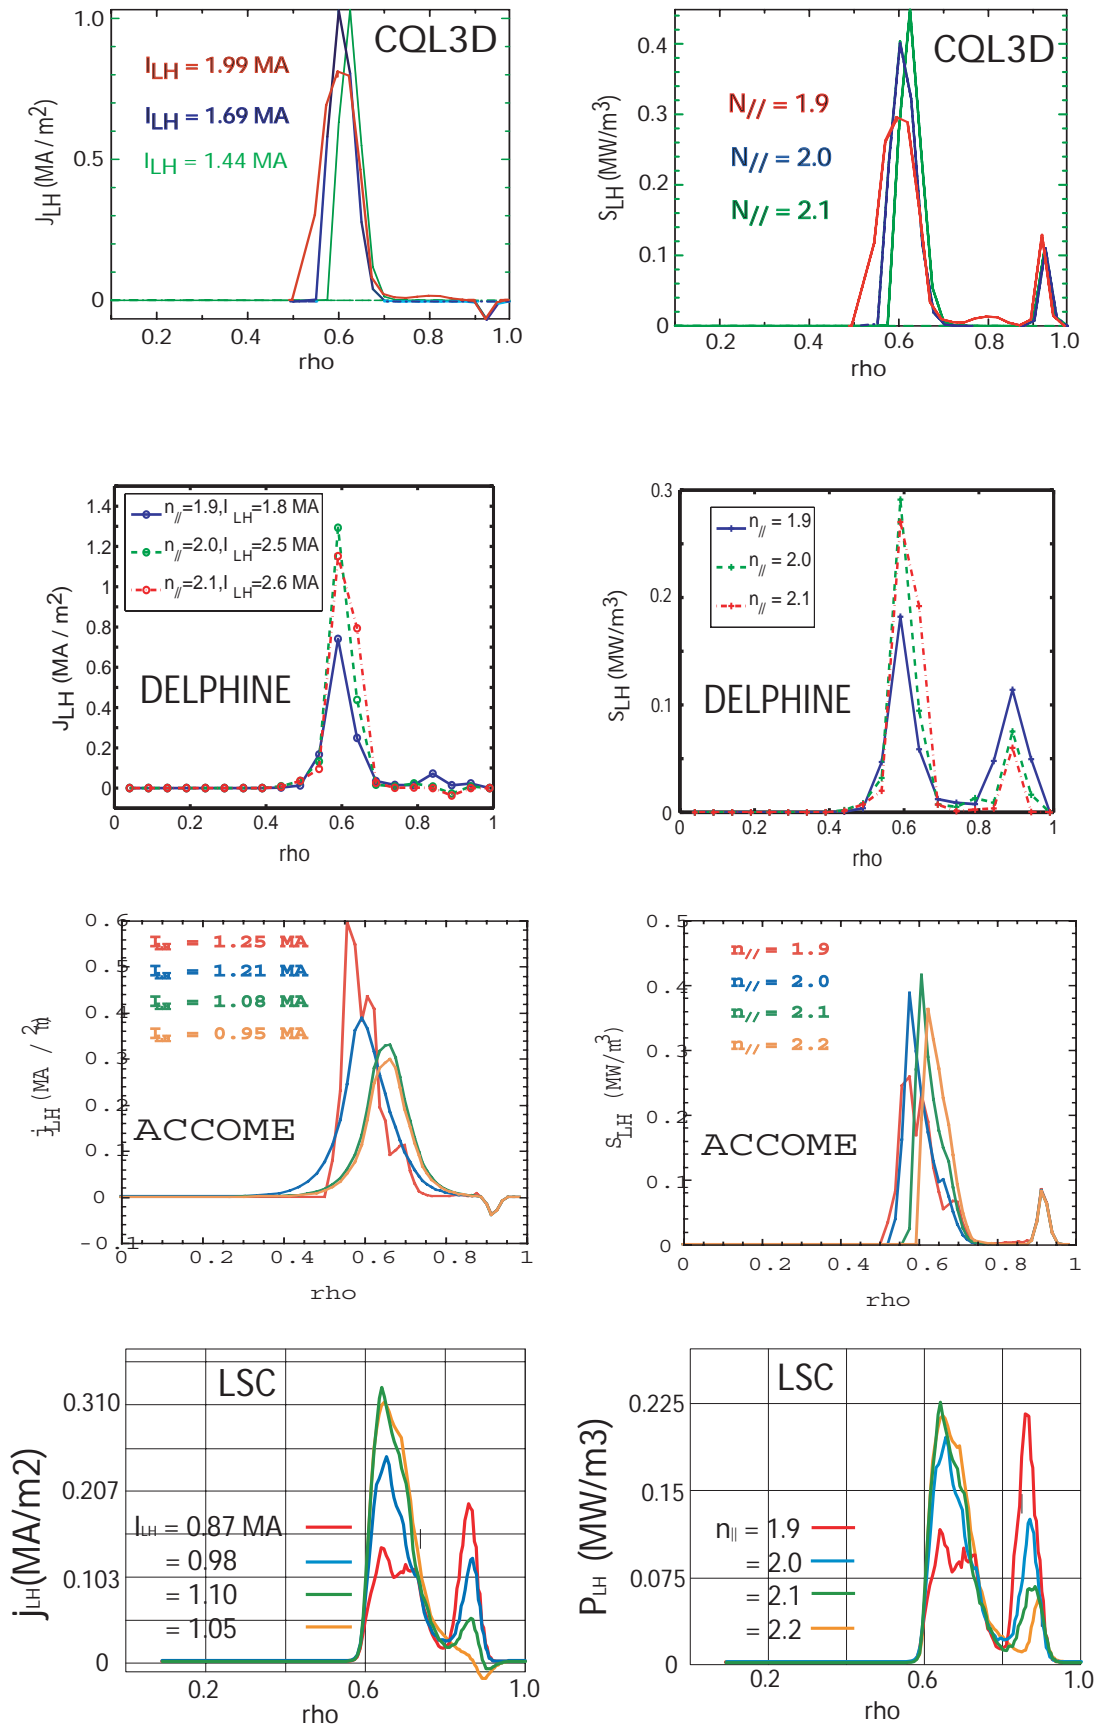 CQL3D
I_LH = 1.99 MA
I_LH = 1.69 MA
I_LH = 1.44 MA
J_LH (MA / m2)
1.0
0.5
0
0.2 0.4 0.6 0.8 1.0
rho
CQL3D
N// = 1.9
N// = 2.0
N// = 2.1
S_LH (MW/m3)
0.4
0.3
0.2
0.1
0
0.2 0.4 0.6 0.8 1.0
rho
n//=1.9,I LH=1.8 MA
n//=2.0,I LH=2.5 MA
n//=2.1,I LH=2.6 MA
DELPHINE
J_LH (MA / m2)
1.4
1.2
1
0.8
0.6
0.4
0.2
0
0 0.2 0.4 0.6 0.8 1
rho
n// = 1.9
n// = 2.0
n// = 2.1
DELPHINE
S_LH (MW/m3)
0.3
0.2
0.1
0
0 0.2 0.4 0.6 0.8 1
rho
I_LH = 1.25 MA
I_LH = 1.21 MA
I_LH = 1.08 MA
I_LH = 0.95 MA
ACCOME
j_LH (MA / m2)
0.6
0.5
0.4
0.3
0.2
0.1
0
-0.1
0 0.2 0.4 0.6 0.8 1
rho
n// = 1.9
n// = 2.0
n// = 2.1
n// = 2.2
ACCOME
S_LH (MW/m3)
0.5
0.4
0.3
0.2
0.1
0
0 0.2 0.4 0.6 0.8 1
rho
LSC
jLH(MA/m2)
0.310
0.207
0.103
0
ILH = 0.87 MA
= 0.98
= 1.10
= 1.05
0.2 0.6 1.0
rho
LSC
PLH (MW/m3)
0.225
0.15
0.075
0
n|| = 1.9
= 2.0
= 2.1
= 2.2
0.2 0.6 1.0
rho